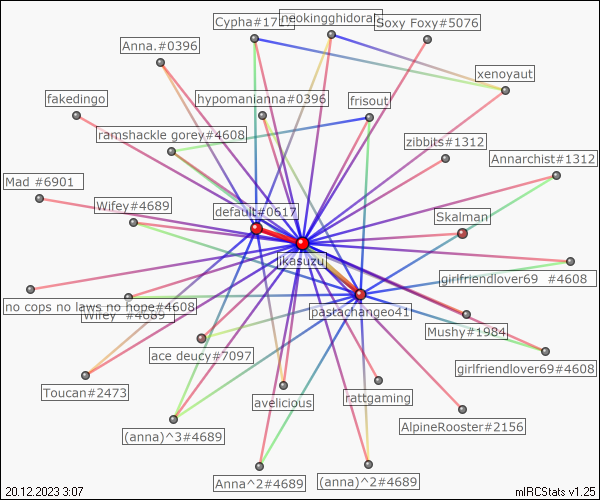 Cypha#1717
neokingghidorah
Soxy Foxy#5076
Anna.#0396
xenoyaut
fakedingo
hypomanianna#0396
frisout
ramshackle gorey#4608
zibbits#1312
Annarchist#1312
Mad #6901
Wifey#4689
default#0617
Skalman
ikasuzu
girlfriendlover69 #4608
no cops no laws no hope#4608
Wifey #4689
pastachangeo41
Mushy#1984
ace deucy#7097
girlfriendlover69#4608
Toucan#2473
avelicious
rattgaming
AlpineRooster#2156
(anna)^3#4689
Anna^2#4689
(anna)^2#4689
20.12.2023 3:07
mIRCStats v1.25